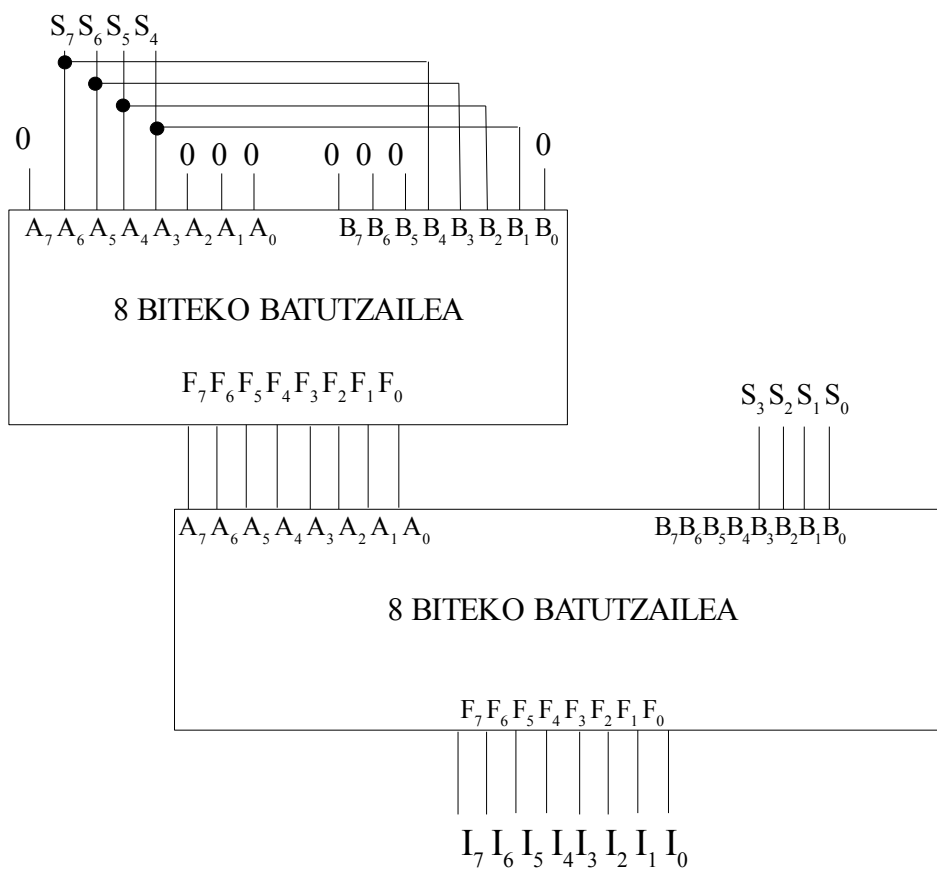 S₇ S₆ S₅ S₄
0
0 0 0 0 0 0 0
A₇ A₆ A₅ A₄ A₃ A₂ A₁ A₀ B₇ B₆ B₅ B₄ B₃ B₂ B₁ B₀
8 BITEKO BATUTZAILEA
F₇ F₆ F₅ F₄ F₃ F₂ F₁ F₀
S₃ S₂ S₁ S₀
A₇ A₆ A₅ A₄ A₃ A₂ A₁ A₀ B₇ B₆ B₅ B₄ B₃ B₂ B₁ B₀
8 BITEKO BATUTZAILEA
F₇ F₆ F₅ F₄ F₃ F₂ F₁ F₀
I₇ I₆ I₅ I₄ I₃ I₂ I₁ I₀